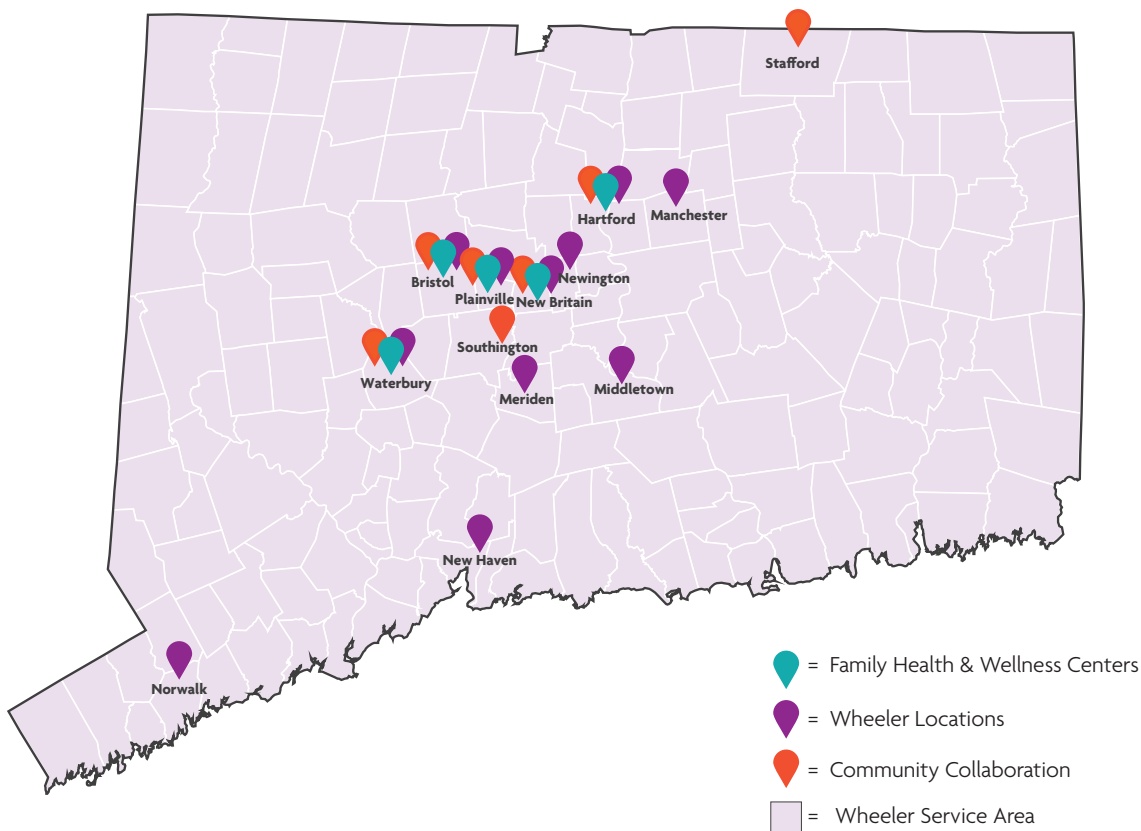 Stafford
Hartford
Manchester
Bristol
Newington
Plainville
New Britain
Southington
Waterbury
Meriden
Middletown
New Haven
Norwalk
= Family Health & Wellness Centers
= Wheeler Locations
= Community Collaboration
= Wheeler Service Area